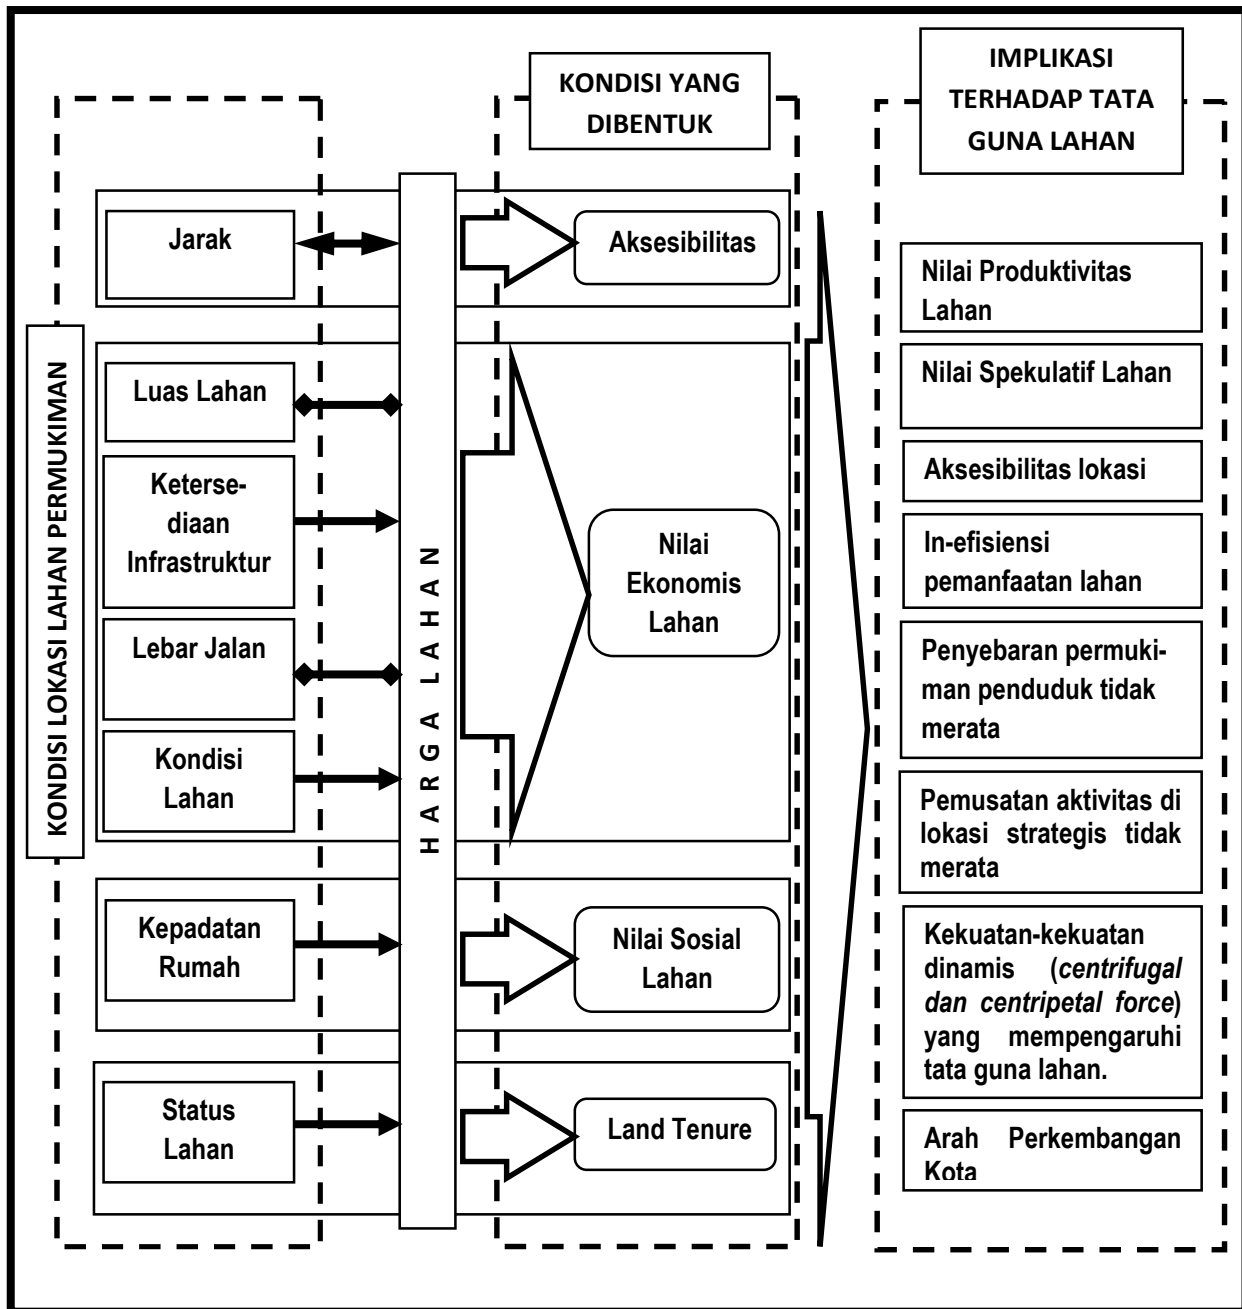 KONDISI LOKASI LAHAN PERMUKIMAN
Jarak
Luas Lahan
Keterse-
diaan
Infrastruktur
Lebar Jalan
Kondisi
Lahan
Kepadatan
Rumah
Status
Lahan
HARGA LAHAN
KONDISI YANG
DIBENTUK
Aksesibilitas
Nilai
Ekonomis
Lahan
Nilai Sosial
Lahan
Land Tenure
IMPLIKASI
TERHADAP TATA
GUNA LAHAN
Nilai Produktivitas
Lahan
Nilai Spekulatif Lahan
Aksesibilitas lokasi
In-efisiensi
pemanfaatan lahan
Penyebaran permuki-
man penduduk tidak
merata
Pemusatan aktivitas di
lokasi strategis tidak
merata
Kekuatan-kekuatan
dinamis (centrifugal
dan centripetal force)
yang mempengaruhi
tata guna lahan.
Arah Perkembangan
Kota